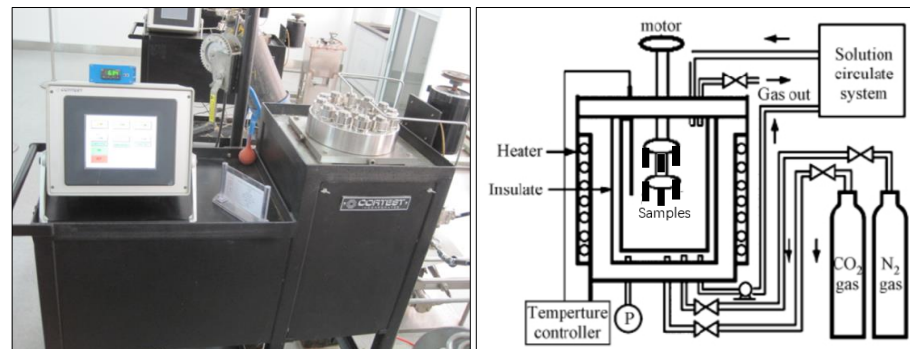 CORTEST
motor
Solution
circulate
system
Gas out
Heater
Insulate
Samples
CO2
gas
N2
gas
Temperture
controller
P